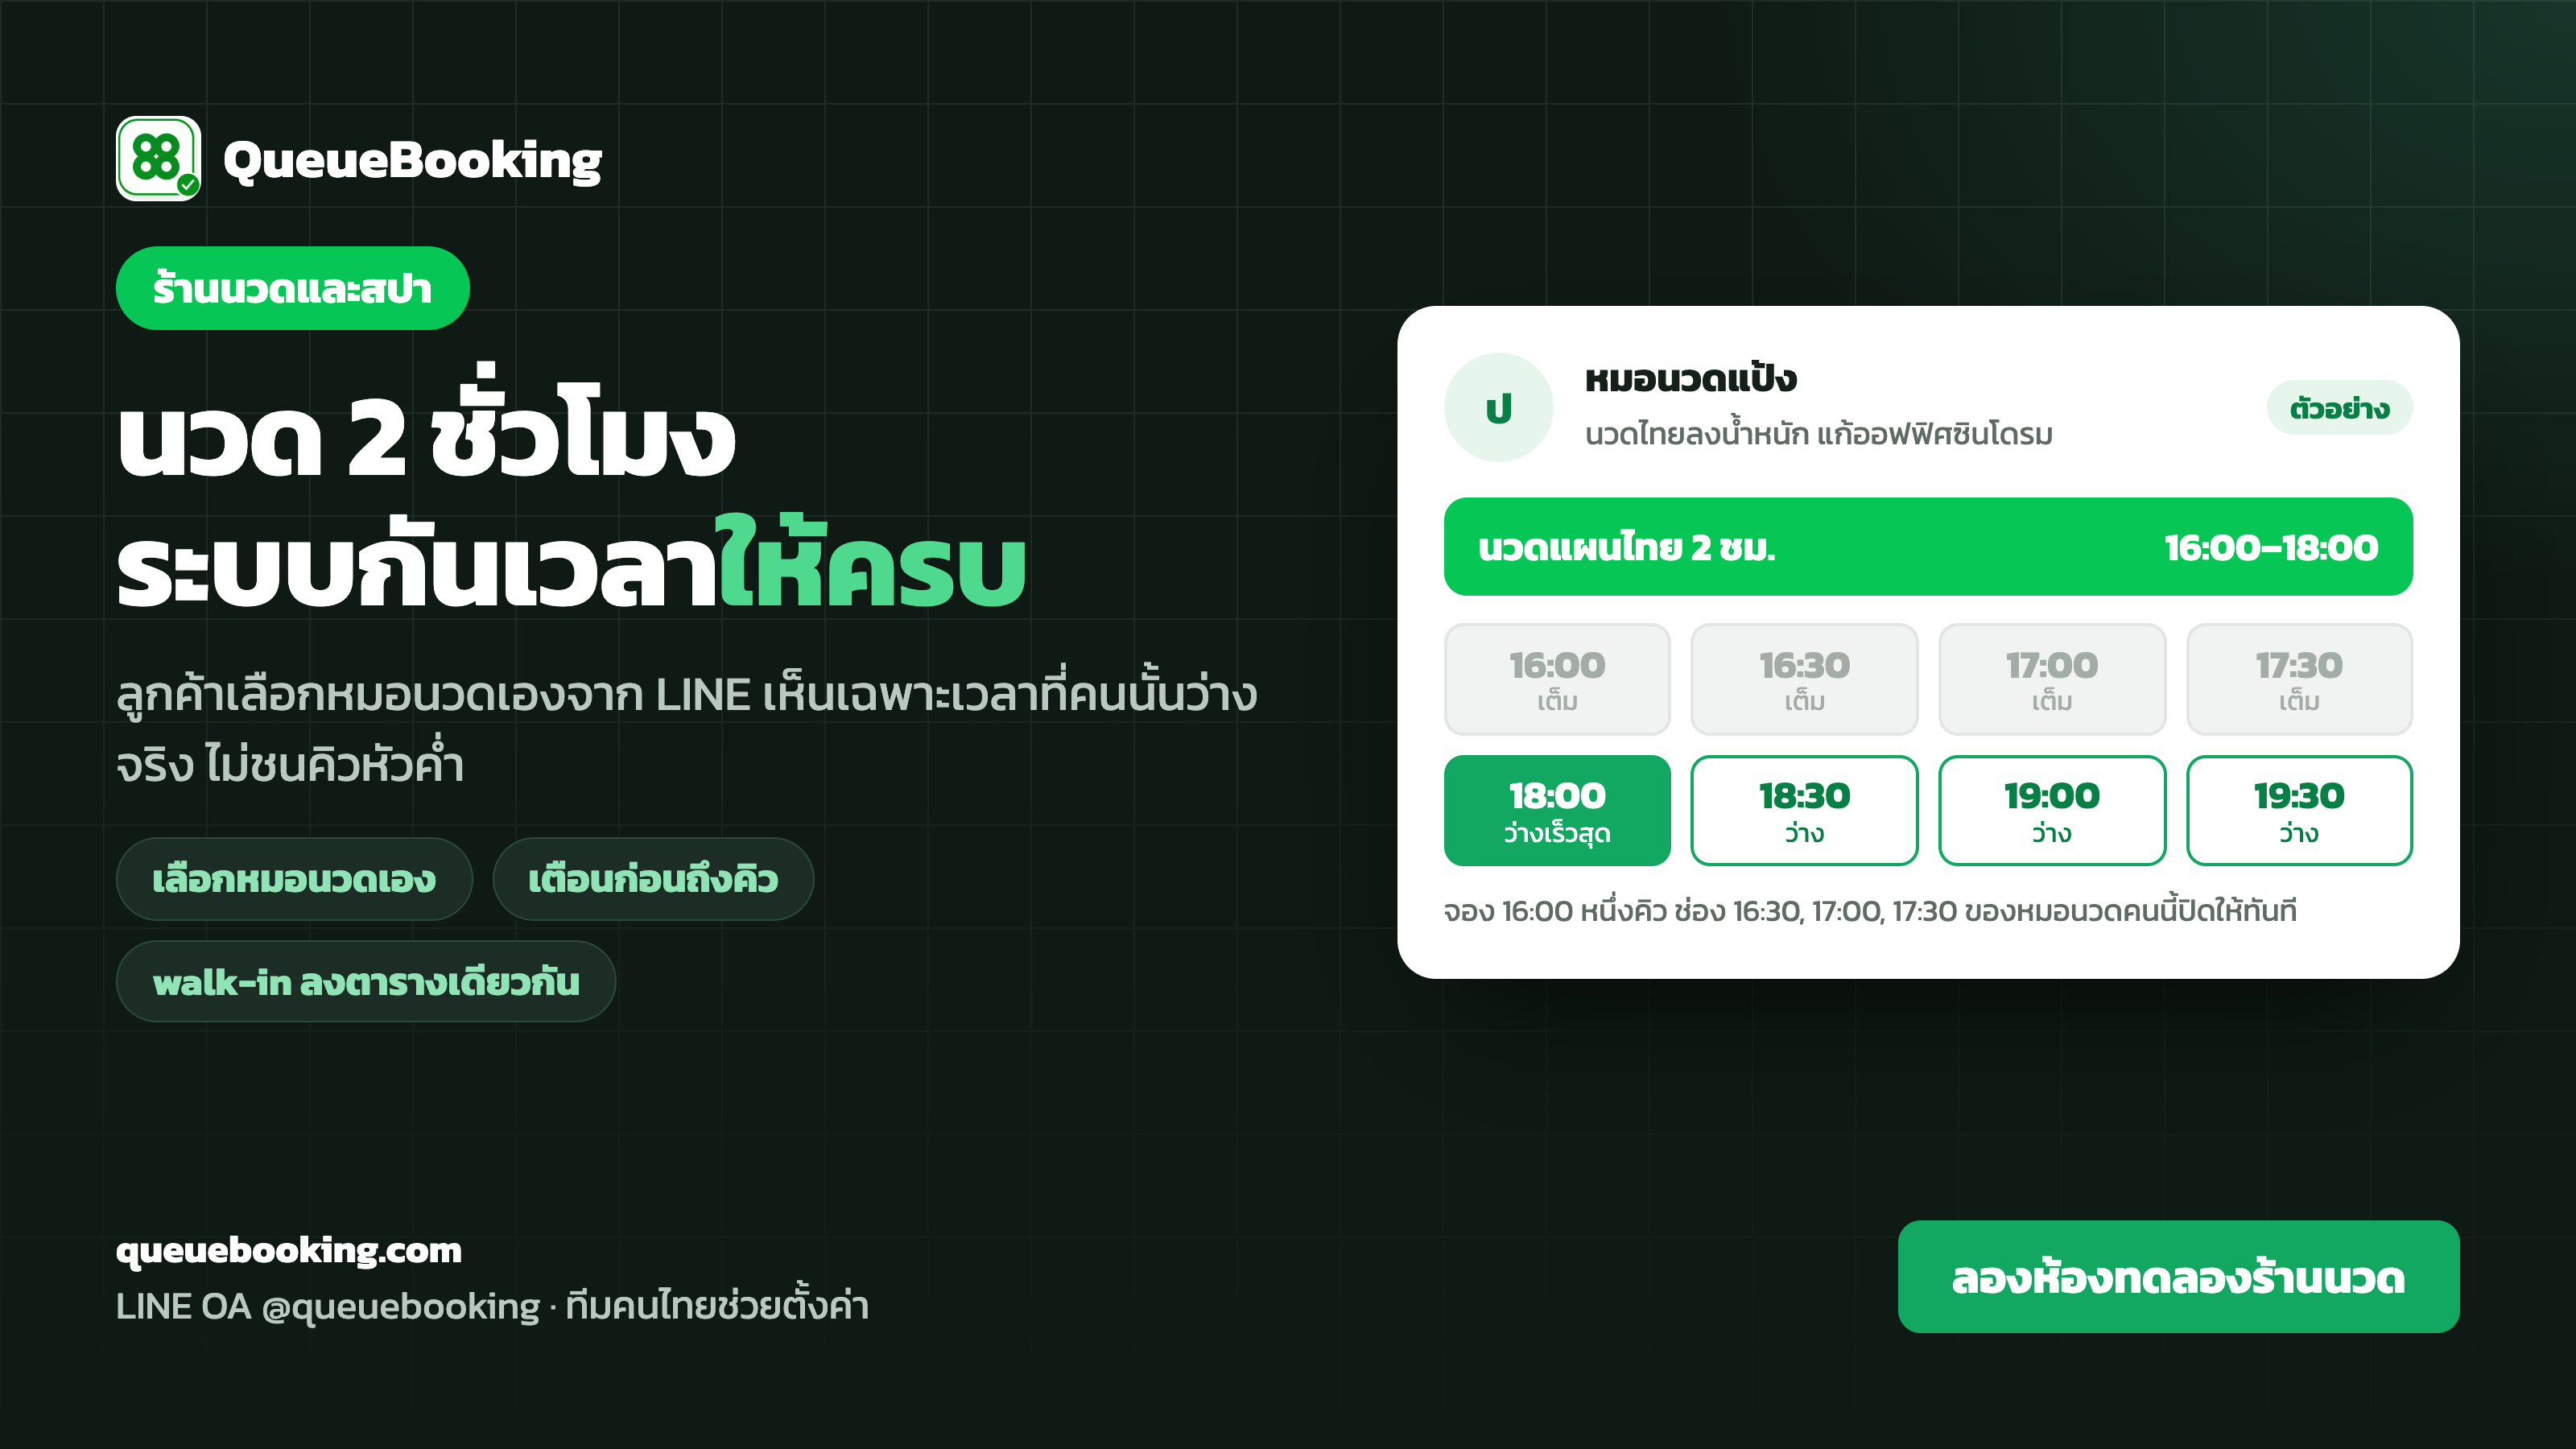 QueueBooking
ร้านนวดและสปา
นวด 2 ชั่วโมง
ระบบกันเวลาให้ครบ
ลูกค้าเลือกหมอนวดเองจาก LINE เห็นเฉพาะเวลาที่คนนั้นว่าง
จริง ไม่ชนคิวหัวค่ำ
เลือกหมอนวดเอง
เตือนก่อนถึงคิว
walk-in ลงตารางเดียวกัน
ป
หมอนวดแป้ง
นวดไทยลงน้ำหนัก แก้ออฟฟิศซินโดรม
ตัวอย่าง
นวดแผนไทย 2 ชม.
16:00–18:00
16:00
เต็ม
16:30
เต็ม
17:00
เต็ม
17:30
เต็ม
18:00
ว่างเร็วสุด
18:30
ว่าง
19:00
ว่าง
19:30
ว่าง
จอง 16:00 หนึ่งคิว ช่อง 16:30, 17:00, 17:30 ของหมอนวดคนนี้ปิดให้ทันที
queuebooking.com
LINE OA @queuebooking · ทีมคนไทยช่วยตั้งค่า
ลองห้องทดลองร้านนวด